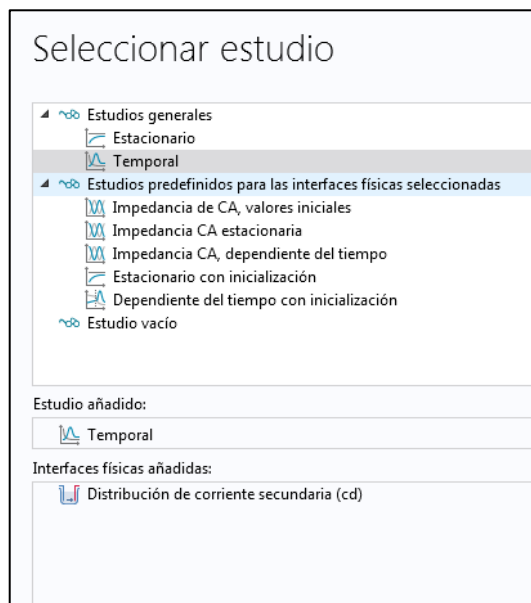 Seleccionar estudio
Estudios generales
Estacionario
Temporal
Estudios predefinidos para las interfaces físicas seleccionadas
Impedancia de CA, valores iniciales
Impedancia CA estacionaria
Impedancia CA, dependiente del tiempo
Estacionario con inicialización
Dependiente del tiempo con inicialización
Estudio vacío
Estudio añadido:
Temporal
Interfaces físicas añadidas:
Distribución de corriente secundaria (cd)